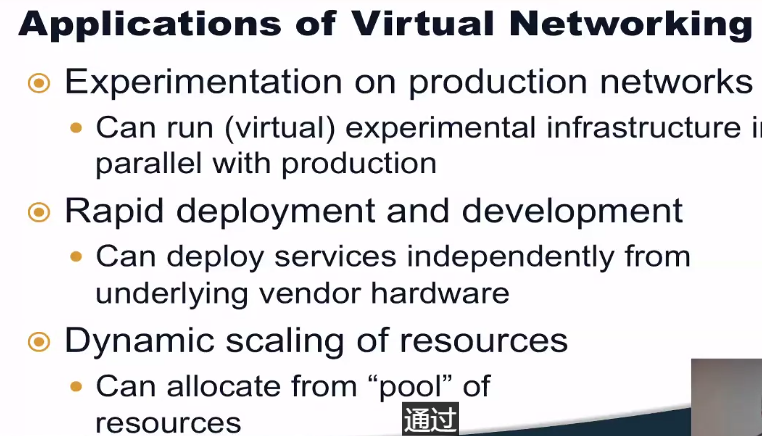 Applications of Virtual Networking
Experimentation on production networks
Can run (virtual) experimental infrastructure
parallel with production
Rapid deployment and development
Can deploy services independently from
underlying vendor hardware
Dynamic scaling of resources
Can allocate from “pool” of
resources
通过